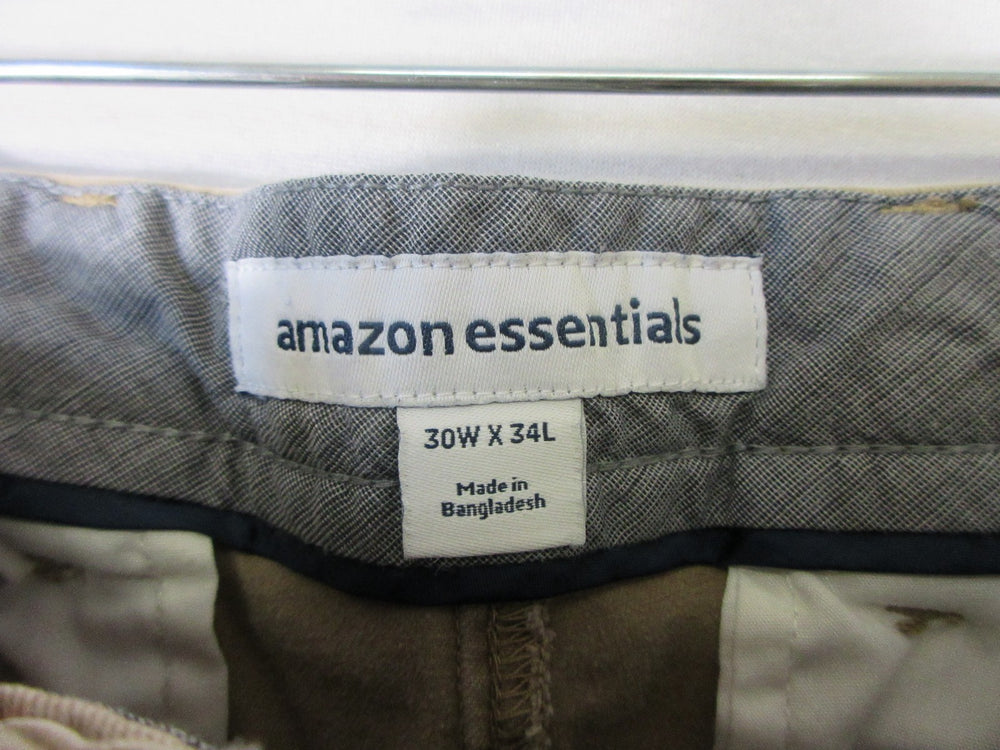 amazon essentials
30W X 34L
Made in
Bangladesh